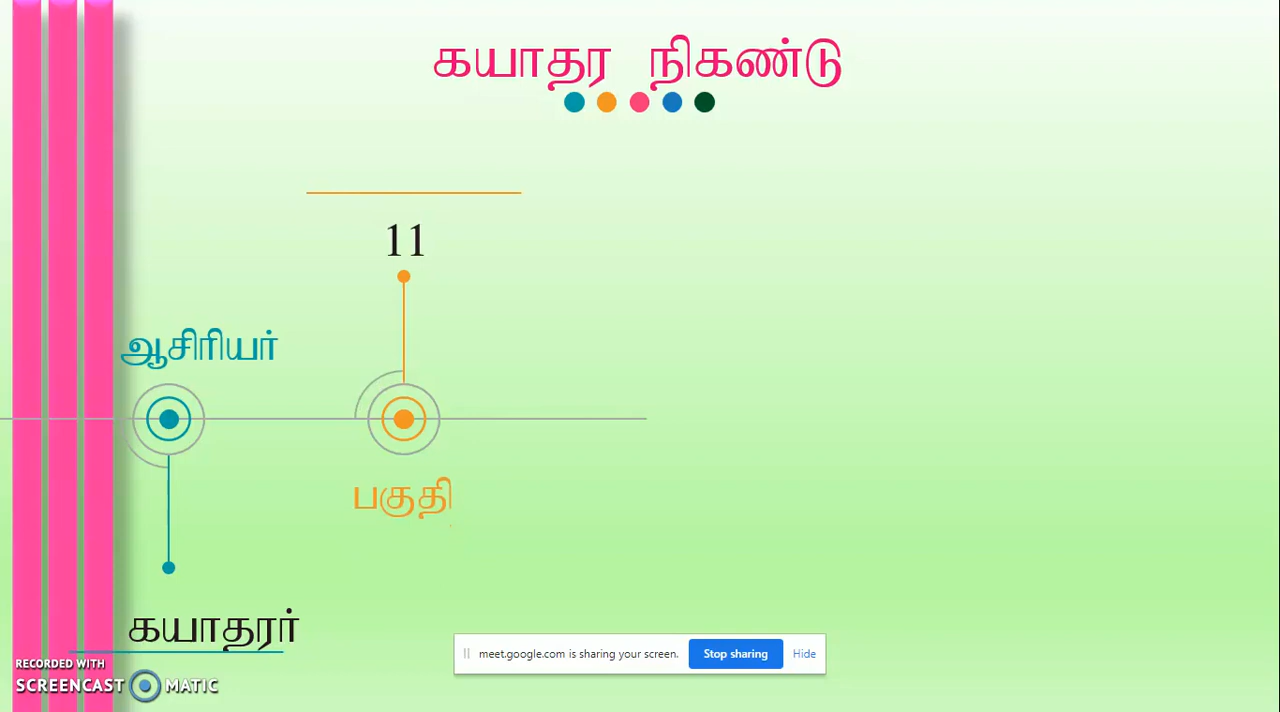 கயாதர நிகண்டு
11
ஆசிரியர்
பகுதி
கயாதரர்
meet.google.com is sharing your screen. Stop sharing Hide
RECORDED WITH
SCREENCAST MATIC